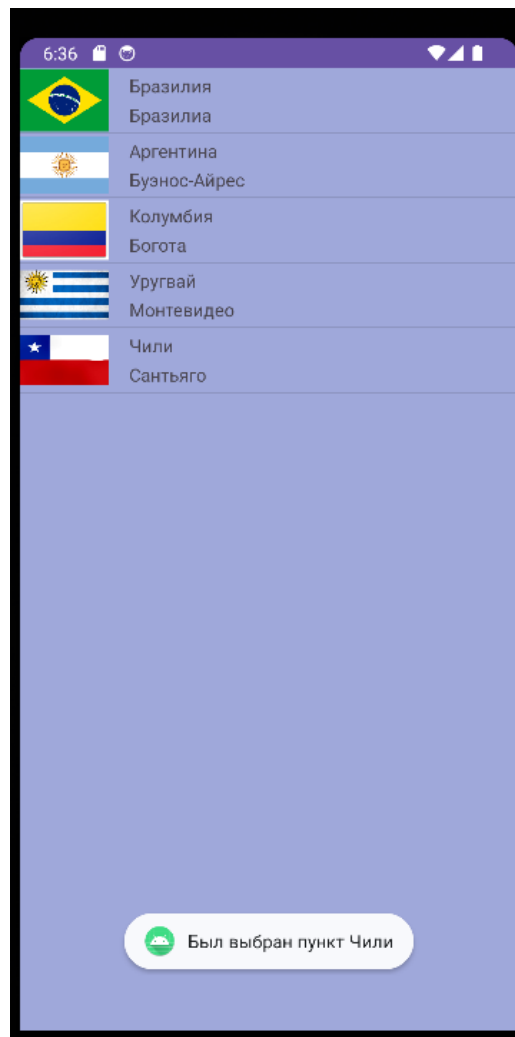 6:36
Бразилия
Бразилиа
Аргентина
Буэнос-Айрес
Колумбия
Богота
Уругвай
Монтевидео
Чили
Сантьяго
Был выбран пункт Чили